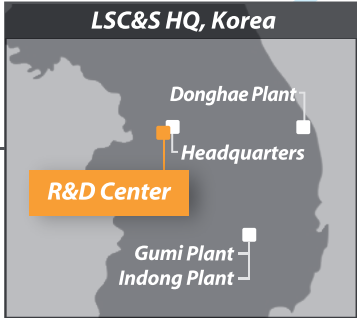 LSC&S HQ, Korea
Donghae Plant
Headquarters
R&D Center
Gumi Plant
Indong Plant